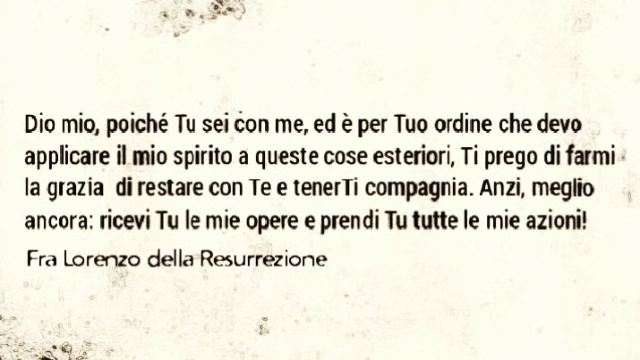 Dio mio, poiché Tu sei con me, ed è per Tuo ordine che devo
applicare il mio spirito a queste cose esteriori, Ti prego di farmi
la grazia di restare con Te e tenerTi compagnia. Anzi, meglio
ancora: ricevi Tu le mie opere e prendi Tu tutte le mie azioni!
Fra Lorenzo della Resurrezione